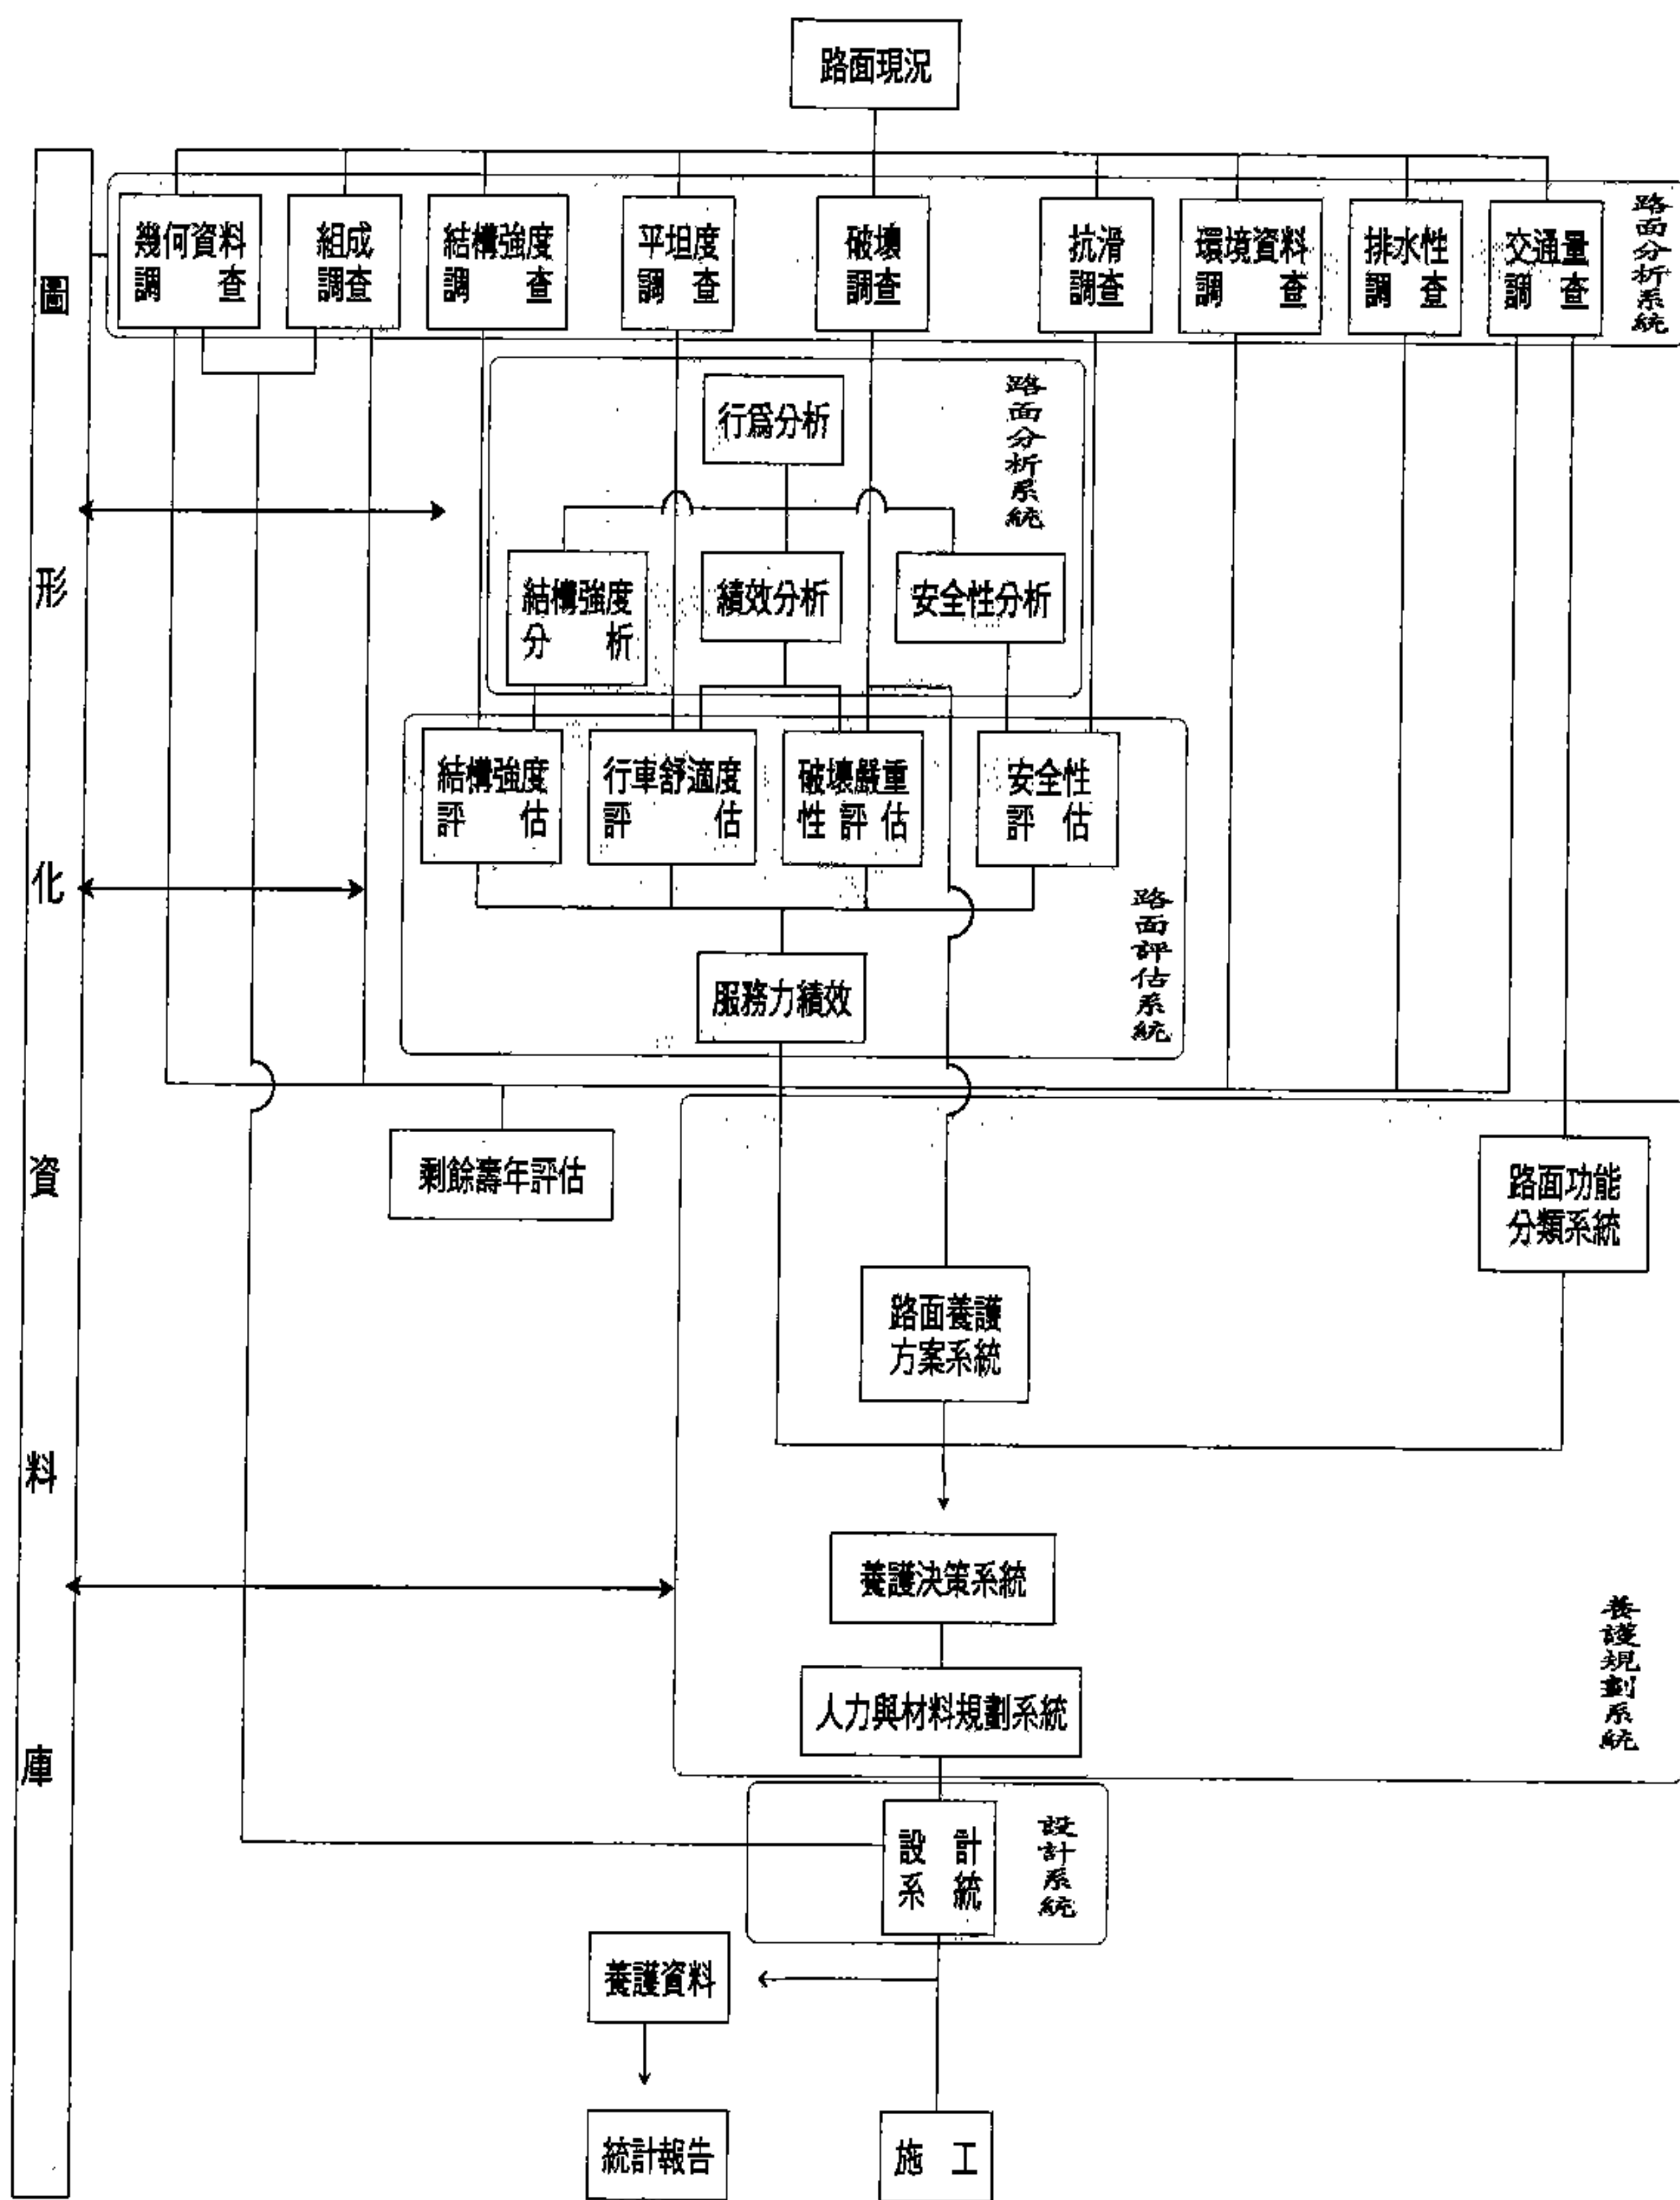 路面現況
圖形化資料庫
幾何資料
調查
組成
調查
結構強度
調查
平坦度
調查
破壞
調查
抗滑
調查
環境資料
調查
排水性
調查
交通量
調查
路面分析系統
行爲分析
路面分析系統
結構強度
分析
績效分析
安全性分析
結構強度
評估
行車舒適度
評估
破壞嚴重
性評估
安全性
評估
路面評估系統
服務力績效
剩餘壽年評估
路面功能
分類系統
路面養護
方案系統
養護決策系統
人力與材料規劃系統
養護規劃系統
設計
系統
設計系統
養護資料
統計報告
施工